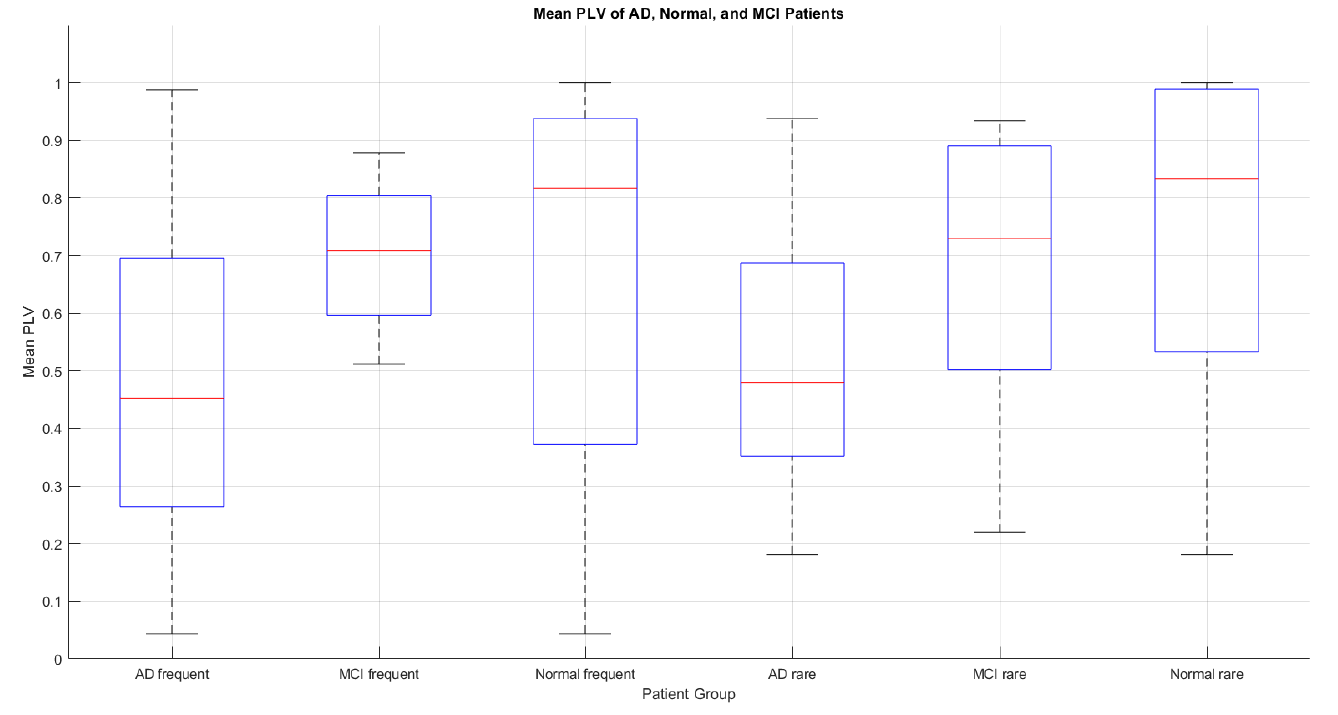 Mean PLV of AD, Normal, and MCI Patients
Mean PLV
1
0.9
0.8
0.7
0.6
0.5
0.4
0.3
0.2
0.1
0
AD frequent
MCI frequent
Normal frequent
AD rare
MCI rare
Normal rare
Patient Group